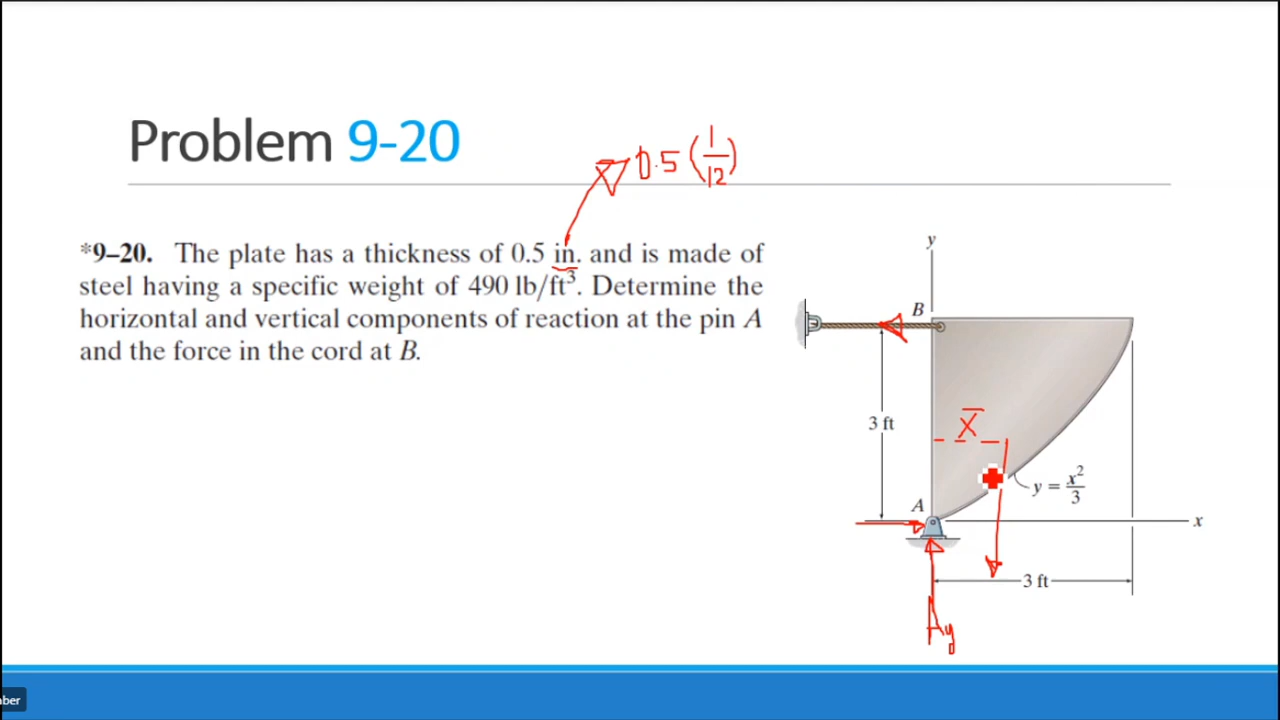 Problem 9-20
0.5 (1/12)
*9–20. The plate has a thickness of 0.5 in. and is made of
steel having a specific weight of 490 lb/ft³. Determine the
horizontal and vertical components of reaction at the pin A
and the force in the cord at B.
y
B
3 ft
x̄
y = x²/3
A
x
3 ft
Ay
ber